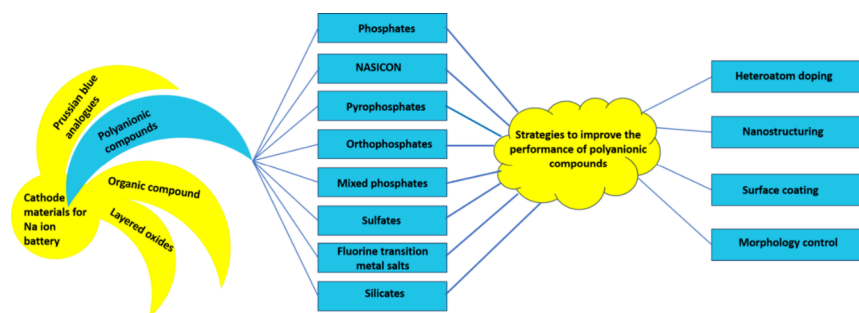 Prussian blue
analogues
Polyanionic
compounds
Organic compound
Layered oxides
Cathode
materials for
Na ion
battery
Phosphates
NASICON
Pyrophosphates
Orthophosphates
Mixed phosphates
Sulfates
Fluorine transition
metal salts
Silicates
Strategies to improve the
performance of polyanionic
compounds
Heteroatom doping
Nanostructuring
Surface coating
Morphology control